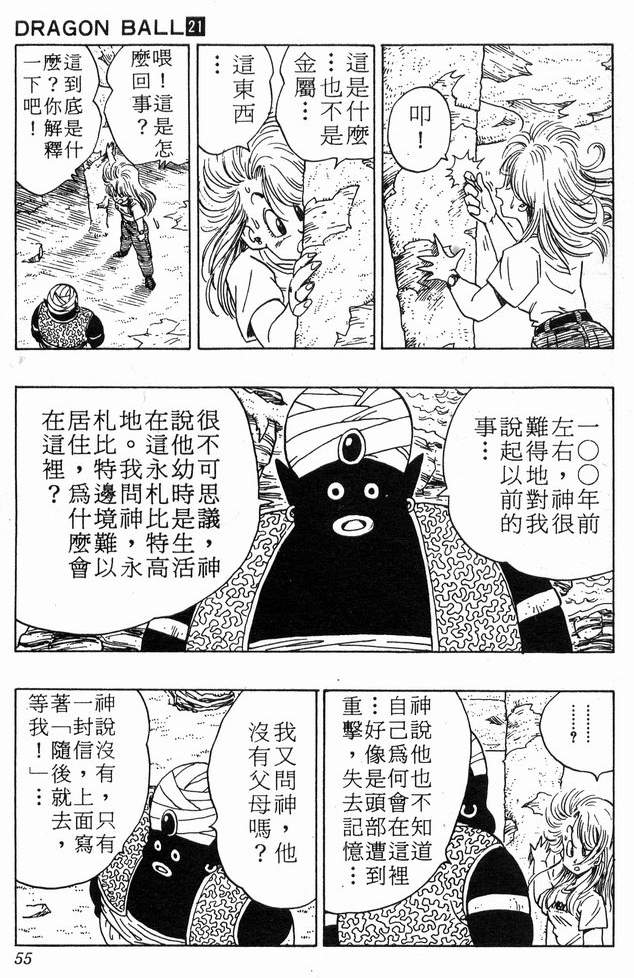 DRAGON BALL 21
叩！
這是什麼
…也不是
金屬…
這東西
…
喂！這是怎
麼回事？
這到底是什
麼？你解釋
一下吧！
一〇〇年前
左右，神很
難得地對我
說起以前的
事…
很不可思議，神
說他幼時是生活
在這永札比特高
地。我問神，永
札比特邊境難以
居住，爲什麼會
在這裡？
………
……？
神說他也不知道
自己爲何會在這裡
…好像是頭部遭到
重擊，失去記憶…
我又問神，他
沒有父母嗎？
神說沒有，只有
一封信，上面寫
著「隨後就去，
等我！」…
55